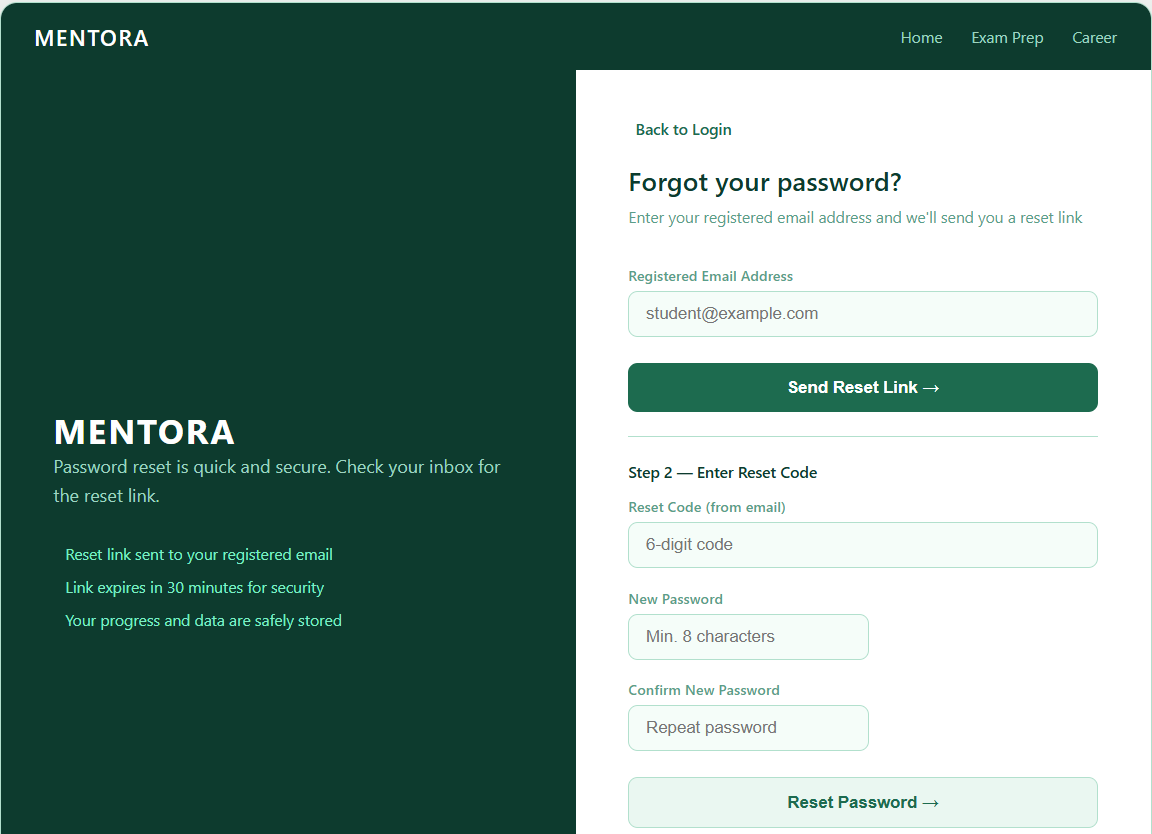 MENTORA
Home Exam Prep Career
MENTORA
Password reset is quick and secure. Check your inbox for
the reset link.
Reset link sent to your registered email
Link expires in 30 minutes for security
Your progress and data are safely stored
Back to Login
Forgot your password?
Enter your registered email address and we'll send you a reset link
Registered Email Address
student@example.com
Send Reset Link →
Step 2 — Enter Reset Code
Reset Code (from email)
6-digit code
New Password
Min. 8 characters
Confirm New Password
Repeat password
Reset Password →